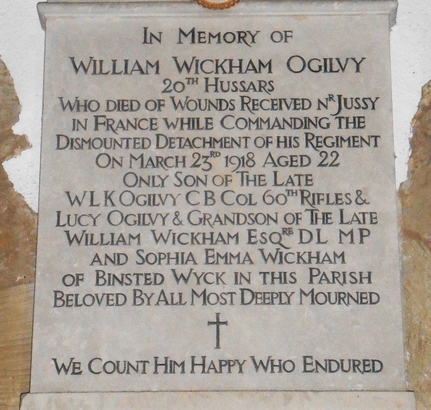 In Memory of
William Wickham Ogilvy
20th Hussars
Who died of Wounds Received Nr Jussy
in France while Commanding the
Dismounted Detachment of his Regiment
On March 23rd 1918 Aged 22
Only Son of The Late
W L K Ogilvy C B Col 60th Rifles &
Lucy Ogilvy & Grandson of The Late
William Wickham Esqre D L M P
and Sophia Emma Wickham
of Binsted Wyck in this Parish
Beloved By All Most Deeply Mourned
We Count Him Happy Who Endured